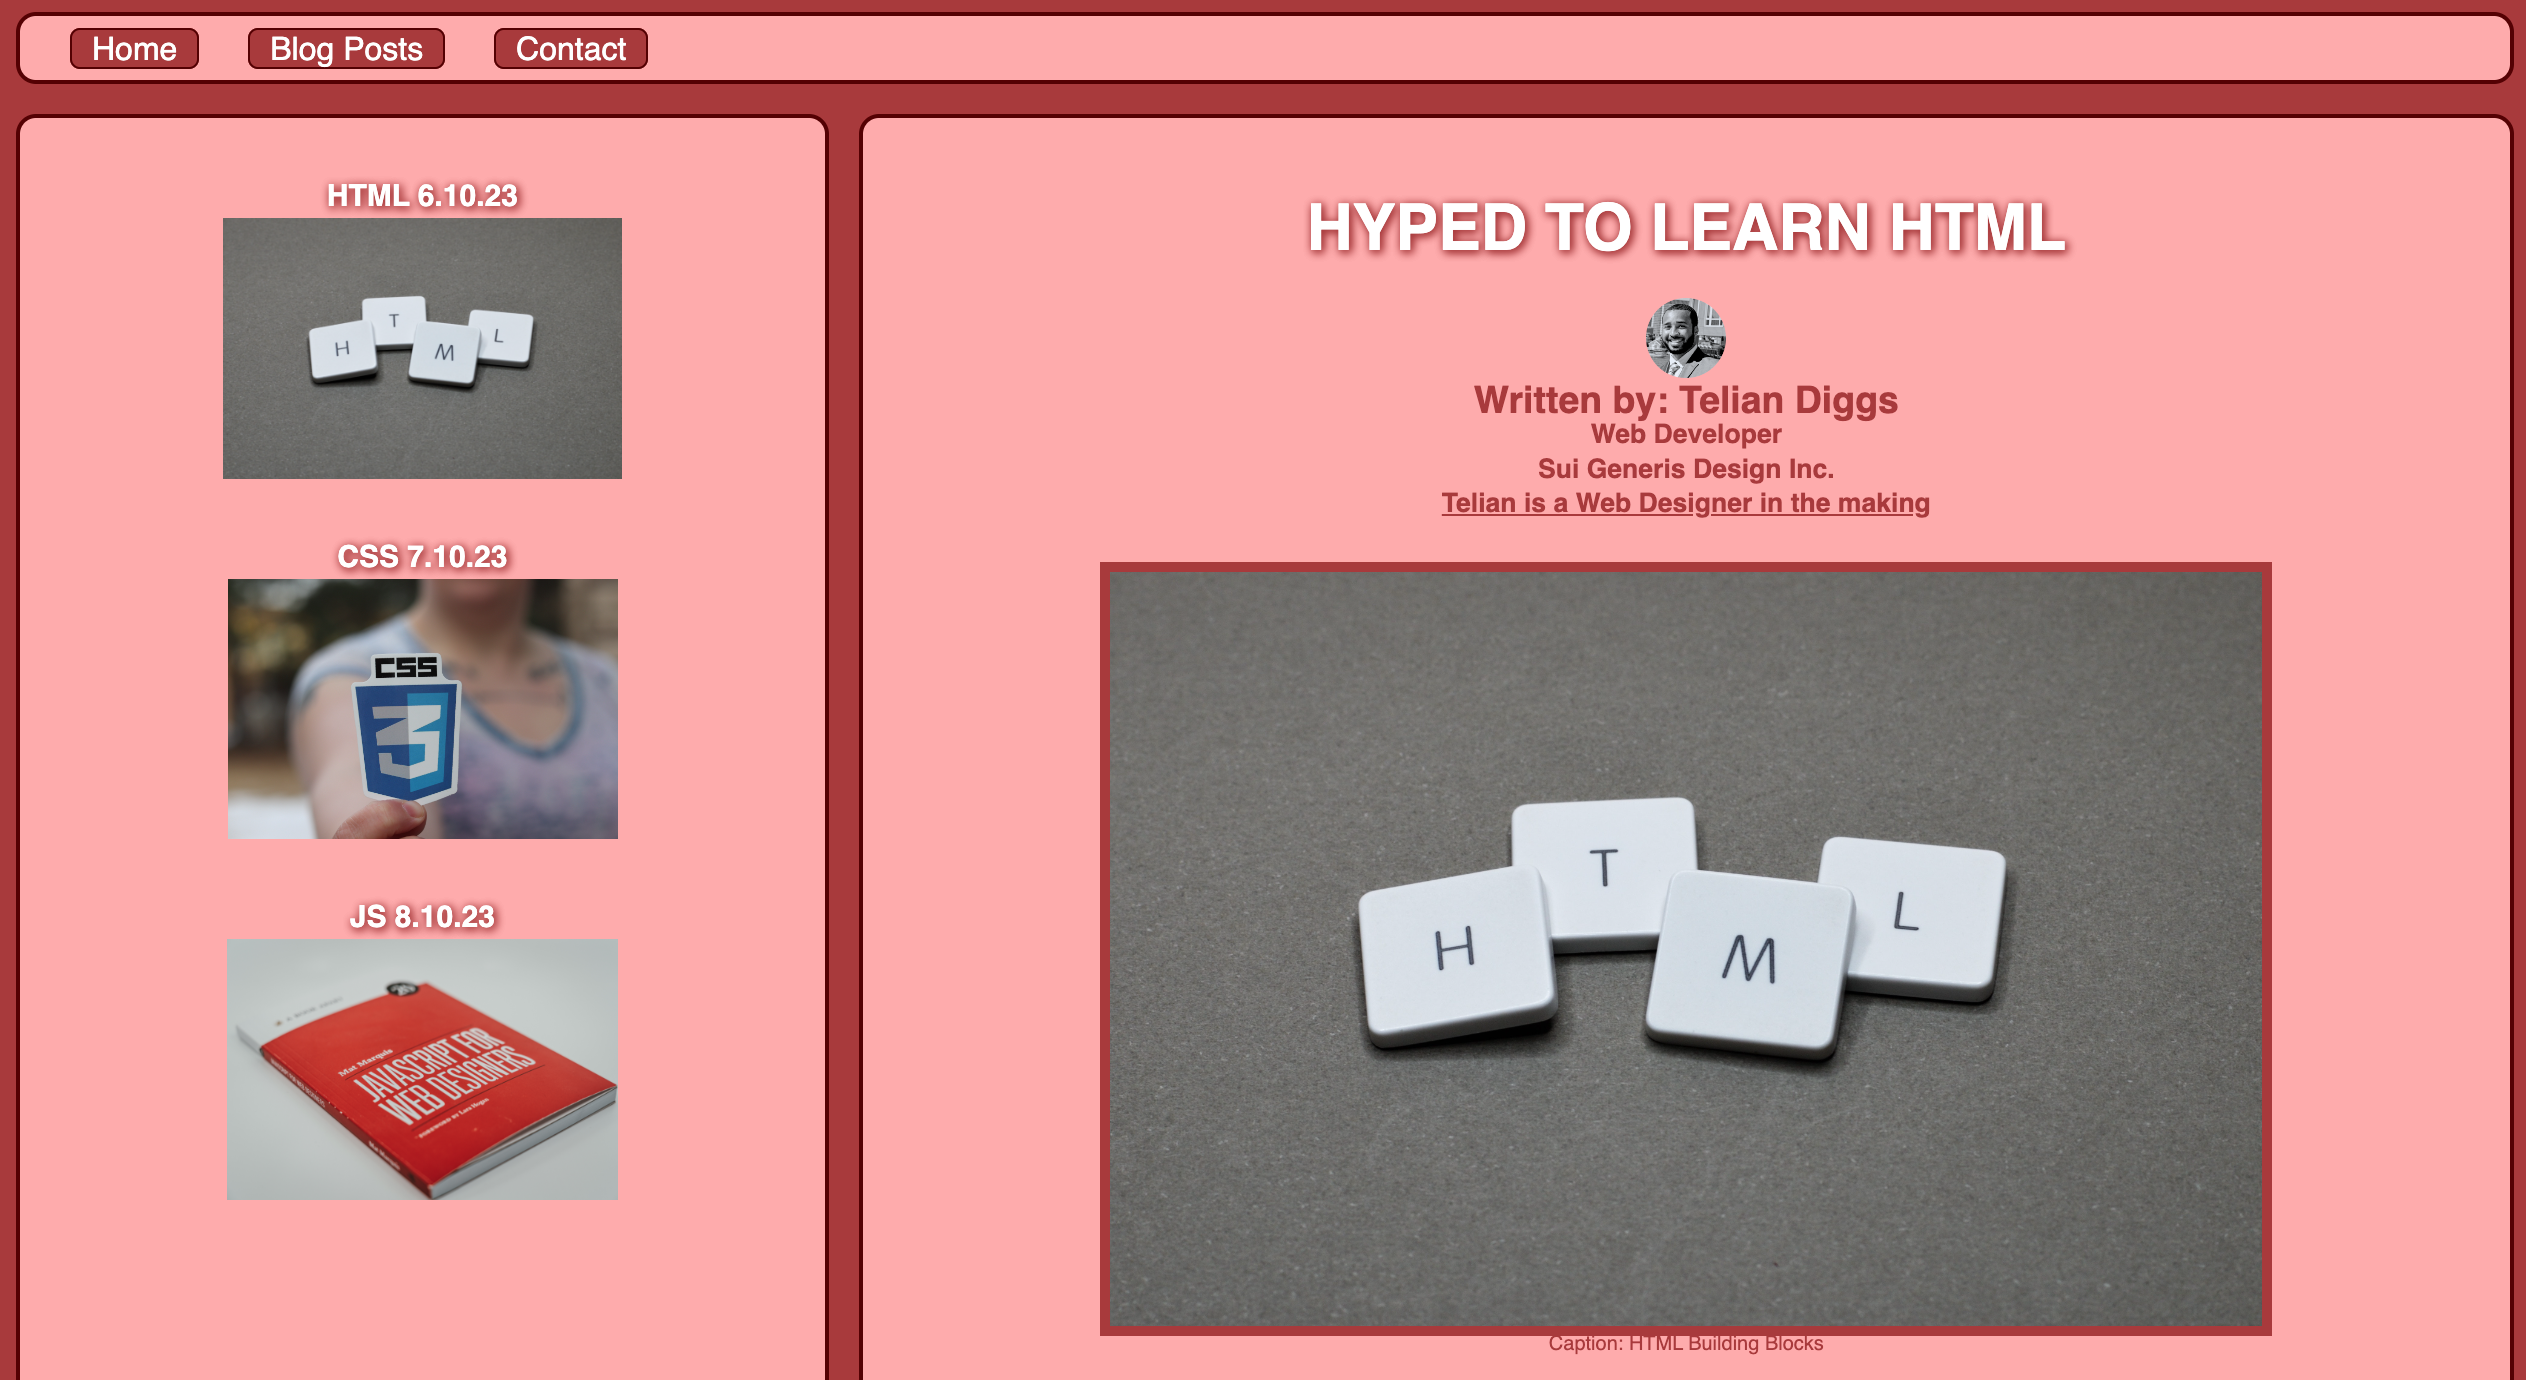 Home
Blog Posts
Contact
HTML 6.10.23
H
T
M
L
CSS 7.10.23
CSS
3
JS 8.10.23
Mat Marquis
JAVASCRIPT FOR
WEB DESIGNERS
HYPED TO LEARN HTML
Written by: Telian Diggs
Web Developer
Sui Generis Design Inc.
Telian is a Web Designer in the making
H
T
M
L
Caption: HTML Building Blocks